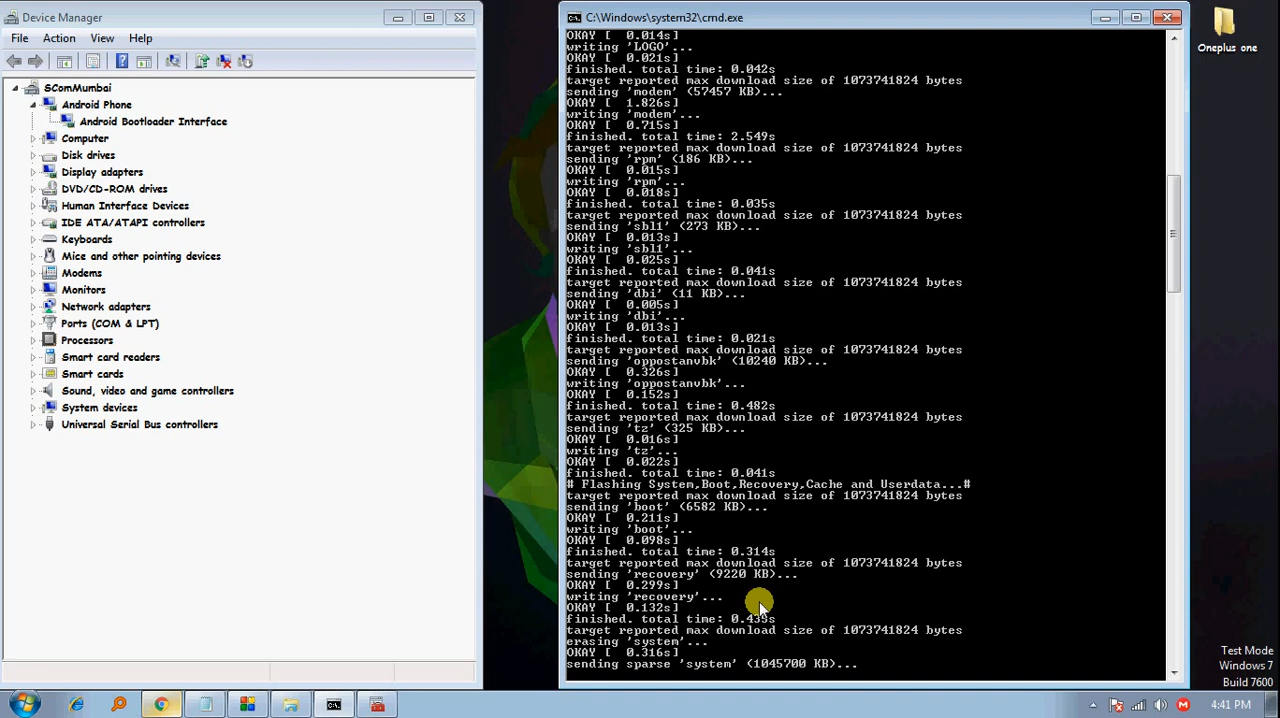 Device Manager
File Action View Help
SComMumbai
Android Phone
Android Bootloader Interface
Computer
Disk drives
Display adapters
DVD/CD-ROM drives
Human Interface Devices
IDE ATA/ATAPI controllers
Keyboards
Mice and other pointing devices
Modems
Monitors
Network adapters
Ports (COM & LPT)
Processors
Smart card readers
Smart cards
Sound, video and game controllers
System devices
Universal Serial Bus controllers
C:\Windows\system32\cmd.exe
OKAY [  0.014s]
writing 'LOGO'...
OKAY [  0.021s]
finished. total time: 0.042s
target reported max download size of 1073741824 bytes
sending 'modem' (57457 KB)...
OKAY [  1.826s]
writing 'modem'...
OKAY [  0.715s]
finished. total time: 2.549s
target reported max download size of 1073741824 bytes
sending 'rpm' (186 KB)...
OKAY [  0.015s]
writing 'rpm'...
OKAY [  0.018s]
finished. total time: 0.035s
target reported max download size of 1073741824 bytes
sending 'sbl1' (273 KB)...
OKAY [  0.013s]
writing 'sbl1'...
OKAY [  0.025s]
finished. total time: 0.041s
target reported max download size of 1073741824 bytes
sending 'dbi' (11 KB)...
OKAY [  0.005s]
writing 'dbi'...
OKAY [  0.013s]
finished. total time: 0.021s
target reported max download size of 1073741824 bytes
sending 'oppostanvbk' (10240 KB)...
OKAY [  0.326s]
writing 'oppostanvbk'...
OKAY [  0.152s]
finished. total time: 0.482s
target reported max download size of 1073741824 bytes
sending 'tz' (325 KB)...
OKAY [  0.016s]
writing 'tz'...
OKAY [  0.022s]
finished. total time: 0.041s
# Flashing System,Boot,Recovery,Cache and Userdata...#
target reported max download size of 1073741824 bytes
sending 'boot' (6582 KB)...
OKAY [  0.211s]
writing 'boot'...
OKAY [  0.098s]
finished. total time: 0.314s
target reported max download size of 1073741824 bytes
sending 'recovery' (9220 KB)...
OKAY [  0.299s]
writing 'recovery'...
OKAY [  0.132s]
finished. total time: 0.435s
target reported max download size of 1073741824 bytes
erasing 'system'...
OKAY [  0.316s]
sending sparse 'system' (1045700 KB)...
Oneplus one
Test Mode
Windows 7
Build 7600
4:41 PM